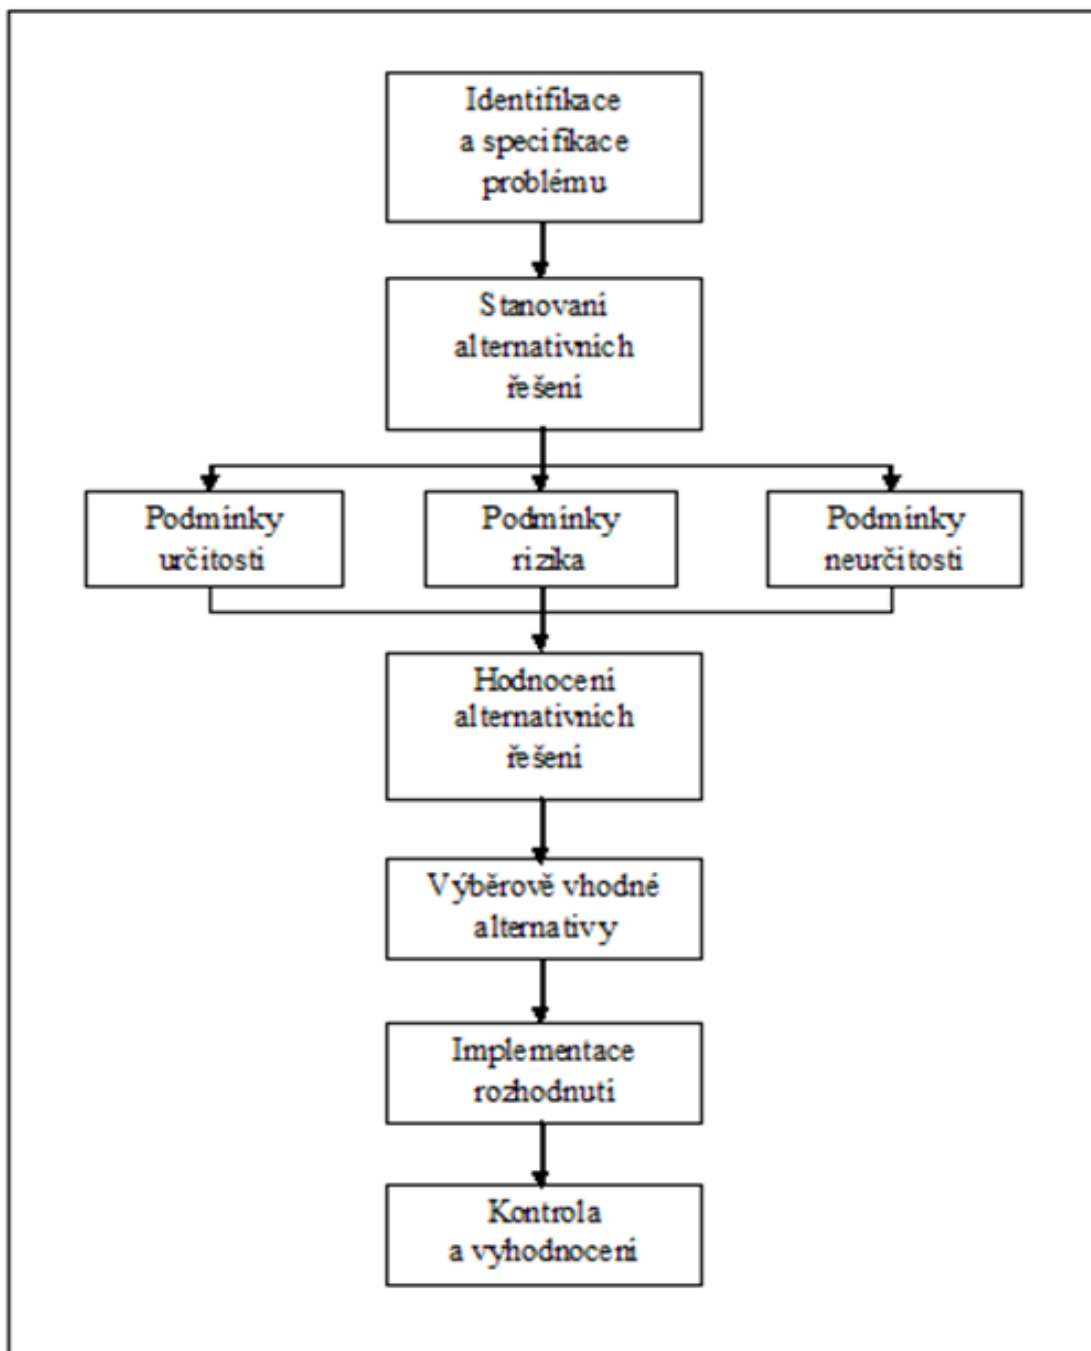 Identifikace
a specifikace
problému
Stanovaní
alternativních
řešení
Podmínky
určitosti
Podmínky
rizika
Podmínky
neurčitosti
Hodnocení
alternativních
řešení
Výběrově vhodné
alternativy
Implementace
rozhodnutí
Kontrola
a vyhodnocení